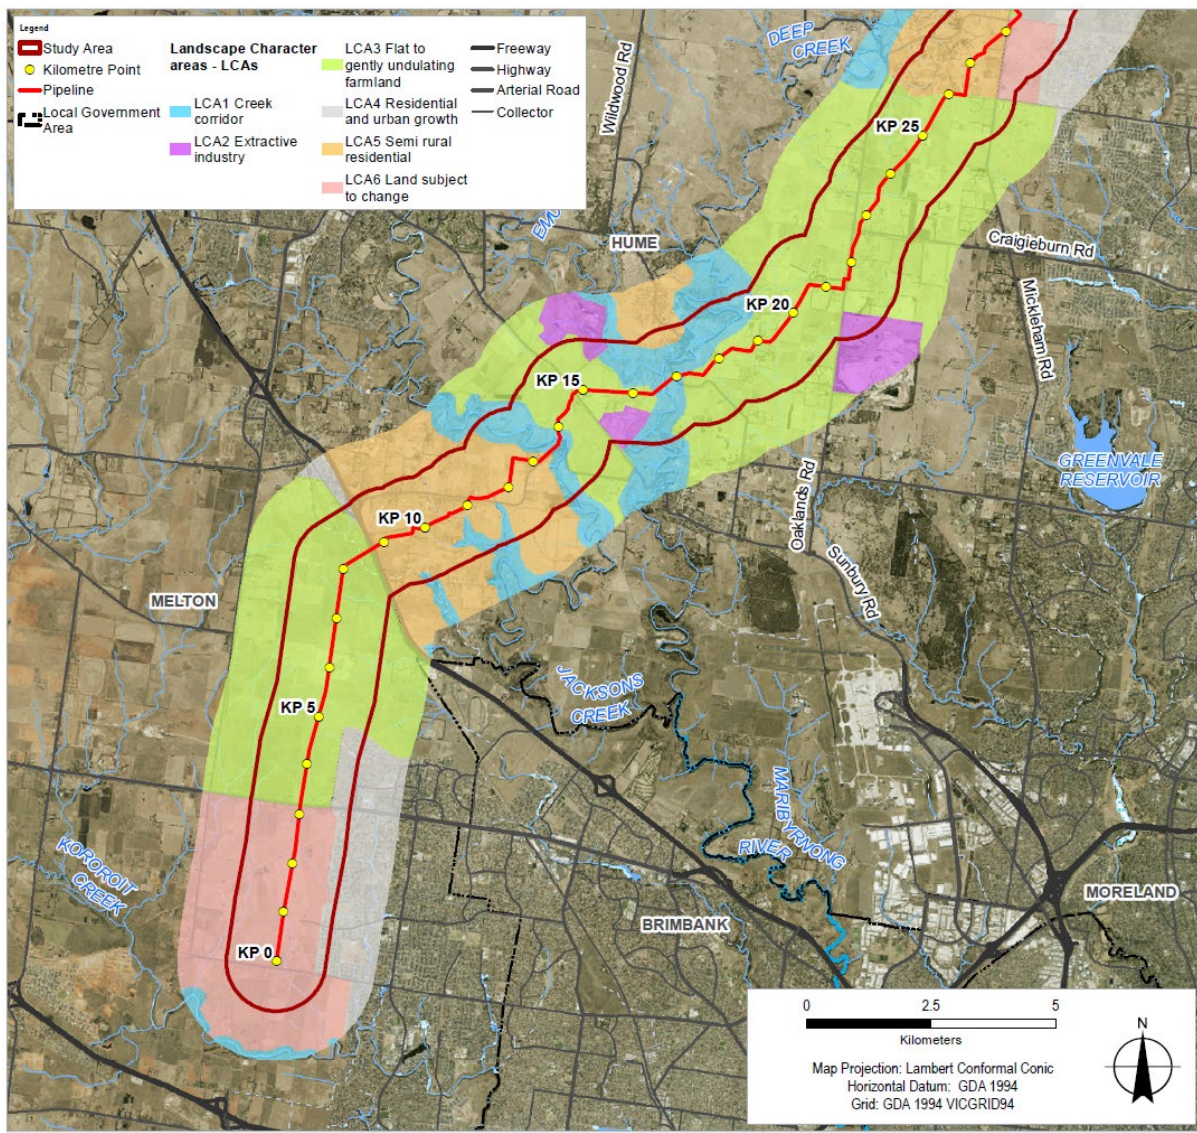 Legend
Study Area
Kilometre Point
Pipeline
Local Government
Area
Landscape Character
areas - LCAs
LCA1 Creek
corridor
LCA2 Extractive
industry
LCA3 Flat to
gently undulating
farmland
LCA4 Residential
and urban growth
LCA5 Semi rural
residential
LCA6 Land subject
to change
Freeway
Highway
Arterial Road
Collector
DEEP
CREEK
Wildwood Rd
KP 25
EMU
HUME
Craigieburn Rd
Mickleham Rd
KP 20
KP 15
GREENVALE
RESERVOIR
Oaklands Rd
KP 10
Sunbury Rd
MELTON
JACKSONS
CREEK
KP 5
MARIBYRNONG
RIVER
KOROROIT
CREEK
MORELAND
BRIMBANK
KP 0
0 2.5 5
Kilometers
N
Map Projection: Lambert Conformal Conic
Horizontal Datum: GDA 1994
Grid: GDA 1994 VICGRID94